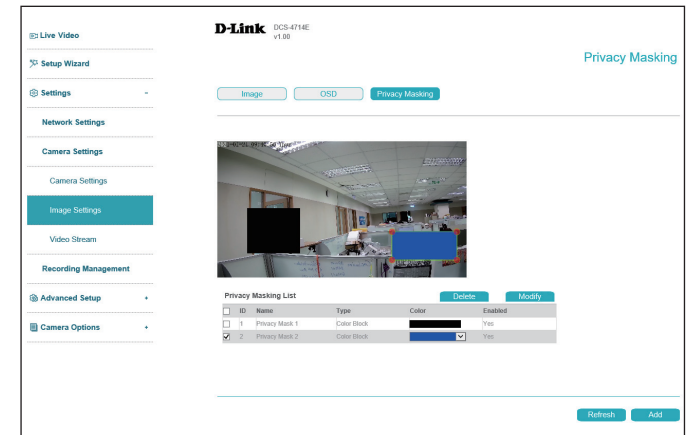 D-Link DCS-4714E
v1.00
Live Video
Setup Wizard
Settings -
Network Settings
Camera Settings
Camera Settings
Image Settings
Video Stream
Recording Management
Advanced Setup +
Camera Options +
Privacy Masking
Image OSD Privacy Masking
Privacy Masking List Delete Modify
ID Name Type Color Enabled
1 Privacy Mask 1 Color Block Yes
2 Privacy Mask 2 Color Block Yes
Refresh Add